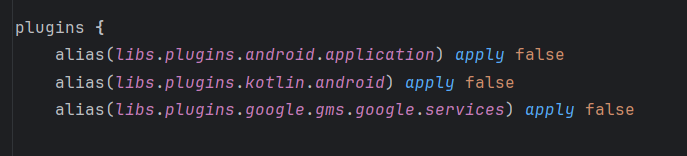 plugins {
alias(libs.plugins.android.application) apply false
alias(libs.plugins.kotlin.android) apply false
alias(libs.plugins.google.gms.google.services) apply false